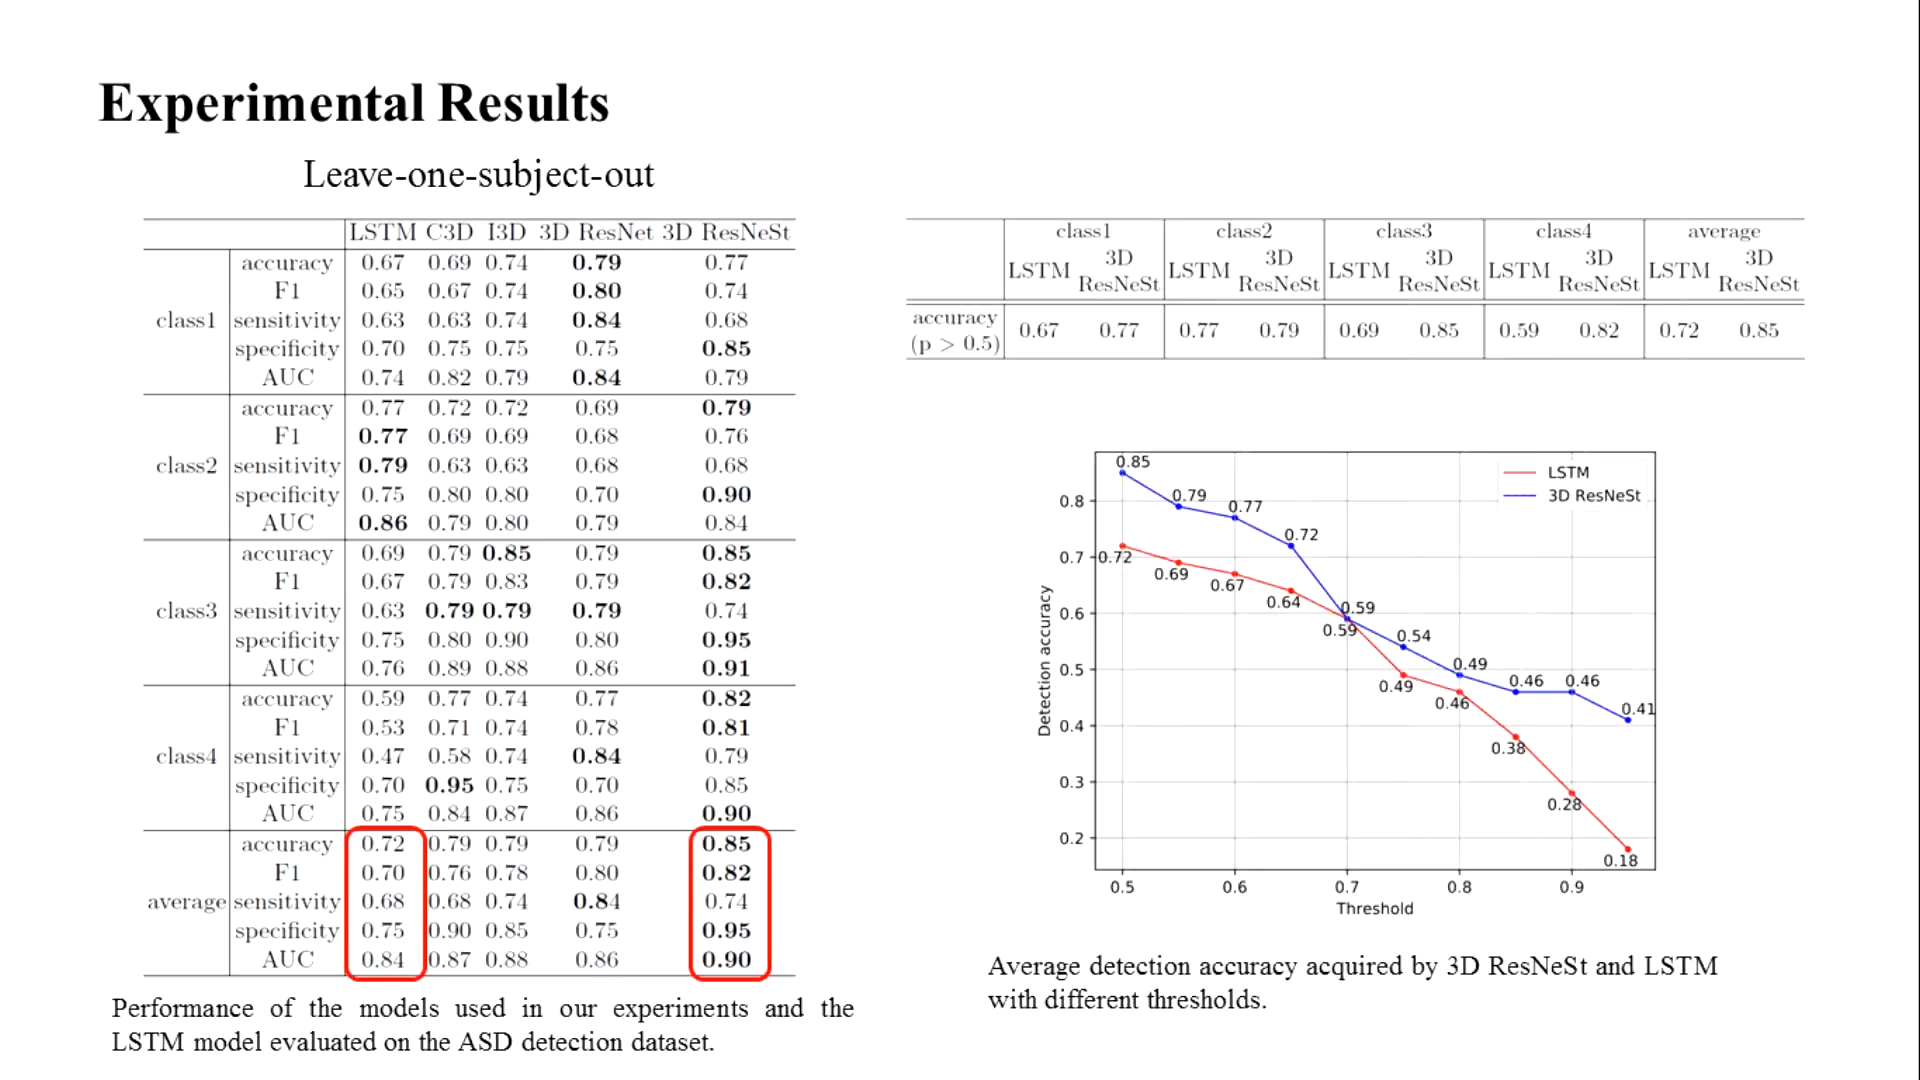 Experimental Results
Leave-one-subject-out
LSTM C3D I3D 3D ResNet 3D ResNeSt
class1
accuracy 0.67 0.69 0.74 0.79 0.77
F1 0.65 0.67 0.74 0.80 0.74
sensitivity 0.63 0.63 0.74 0.84 0.68
specificity 0.70 0.75 0.75 0.75 0.85
AUC 0.74 0.82 0.79 0.84 0.79
class2
accuracy 0.77 0.72 0.72 0.69 0.79
F1 0.77 0.69 0.69 0.68 0.76
sensitivity 0.79 0.63 0.63 0.68 0.68
specificity 0.75 0.80 0.80 0.70 0.90
AUC 0.86 0.79 0.80 0.79 0.84
class3
accuracy 0.69 0.79 0.85 0.79 0.85
F1 0.67 0.79 0.83 0.79 0.82
sensitivity 0.63 0.79 0.79 0.79 0.74
specificity 0.75 0.80 0.90 0.80 0.95
AUC 0.76 0.89 0.88 0.86 0.91
class4
accuracy 0.59 0.77 0.74 0.77 0.82
F1 0.53 0.71 0.74 0.78 0.81
sensitivity 0.47 0.58 0.74 0.84 0.79
specificity 0.70 0.95 0.75 0.70 0.85
AUC 0.75 0.84 0.87 0.86 0.90
average
accuracy 0.72 0.79 0.79 0.79 0.85
F1 0.70 0.76 0.78 0.80 0.82
sensitivity 0.68 0.68 0.74 0.84 0.74
specificity 0.75 0.90 0.85 0.75 0.95
AUC 0.84 0.87 0.88 0.86 0.90
Performance of the models used in our experiments and the
LSTM model evaluated on the ASD detection dataset.
class1 class2 class3 class4 average
LSTM 3D ResNeSt LSTM 3D ResNeSt LSTM 3D ResNeSt LSTM 3D ResNeSt LSTM 3D ResNeSt
accuracy
(p > 0.5)
0.67 0.77 0.77 0.79 0.69 0.85 0.59 0.82 0.72 0.85
LSTM
3D ResNeSt
0.85 0.79 0.77 0.72 0.59 0.54 0.49 0.46 0.46 0.41
0.72 0.69 0.67 0.64 0.59 0.49 0.46 0.38 0.28 0.18
Detection accuracy
0.8
0.7
0.6
0.5
0.4
0.3
0.2
0.5 0.6 0.7 0.8 0.9
Threshold
Average detection accuracy acquired by 3D ResNeSt and LSTM
with different thresholds.